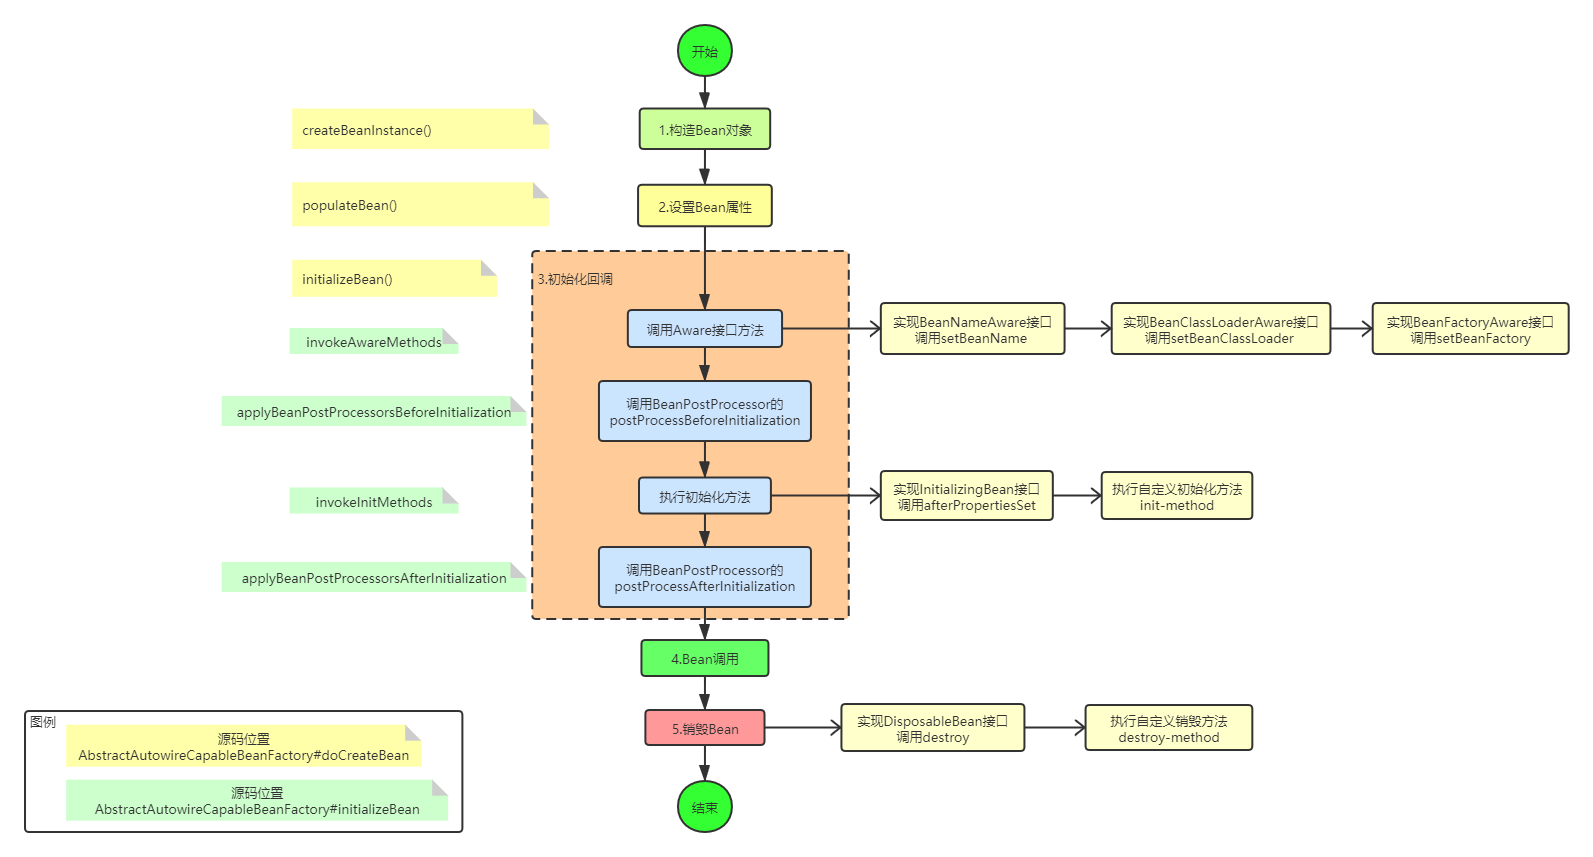 开始
createBeanInstance()
1.构造Bean对象
populateBean()
2.设置Bean属性
initializeBean()
3.初始化回调
invokeAwareMethods
调用Aware接口方法
实现BeanNameAware接口
调用setBeanName
实现BeanClassLoaderAware接口
调用setBeanClassLoader
实现BeanFactoryAware接口
调用setBeanFactory
applyBeanPostProcessorsBeforeInitialization
调用BeanPostProcessor的
postProcessBeforeInitialization
invokeInitMethods
执行初始化方法
实现InitializingBean接口
调用afterPropertiesSet
执行自定义初始化方法
init-method
applyBeanPostProcessorsAfterInitialization
调用BeanPostProcessor的
postProcessAfterInitialization
4.Bean调用
5.销毁Bean
实现DisposableBean接口
调用destroy
执行自定义销毁方法
destroy-method
结束
图例
源码位置
AbstractAutowireCapableBeanFactory#doCreateBean
源码位置
AbstractAutowireCapableBeanFactory#initializeBean